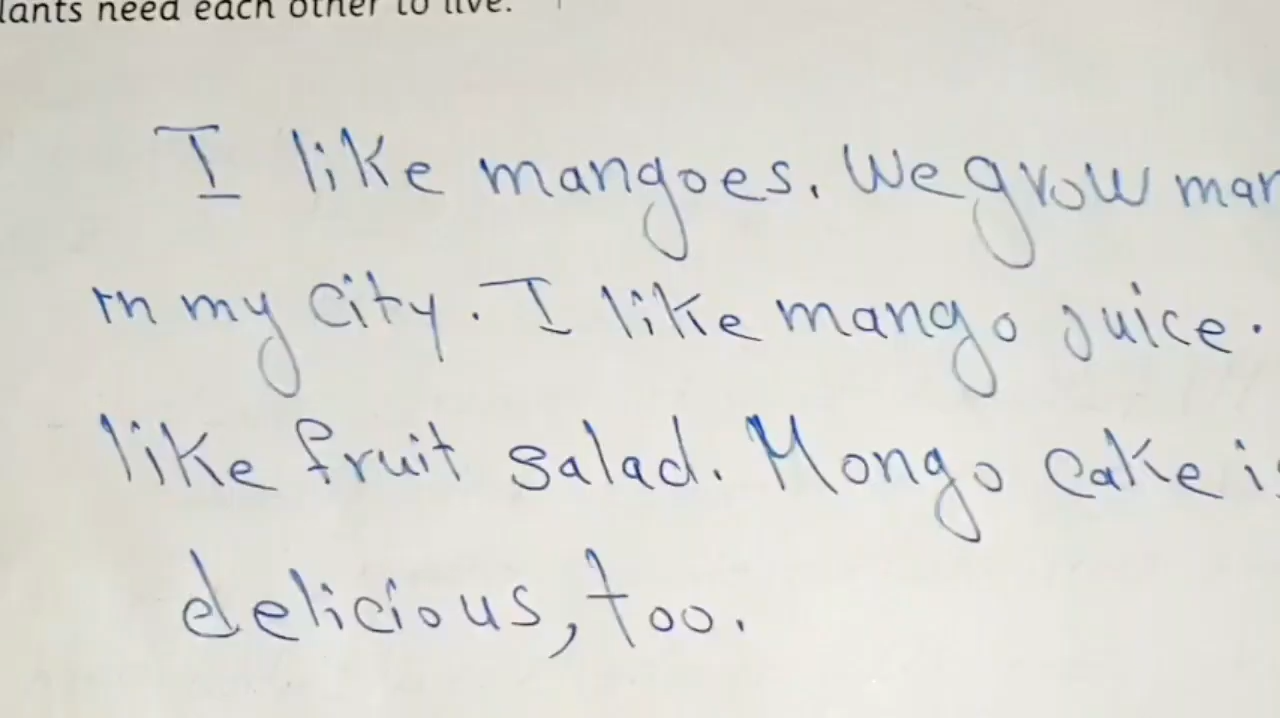 lants need each other to live.
I like mangoes. We grow man
in my city. I like mango juice.
like fruit salad. Mongo cake is
delicious, too.